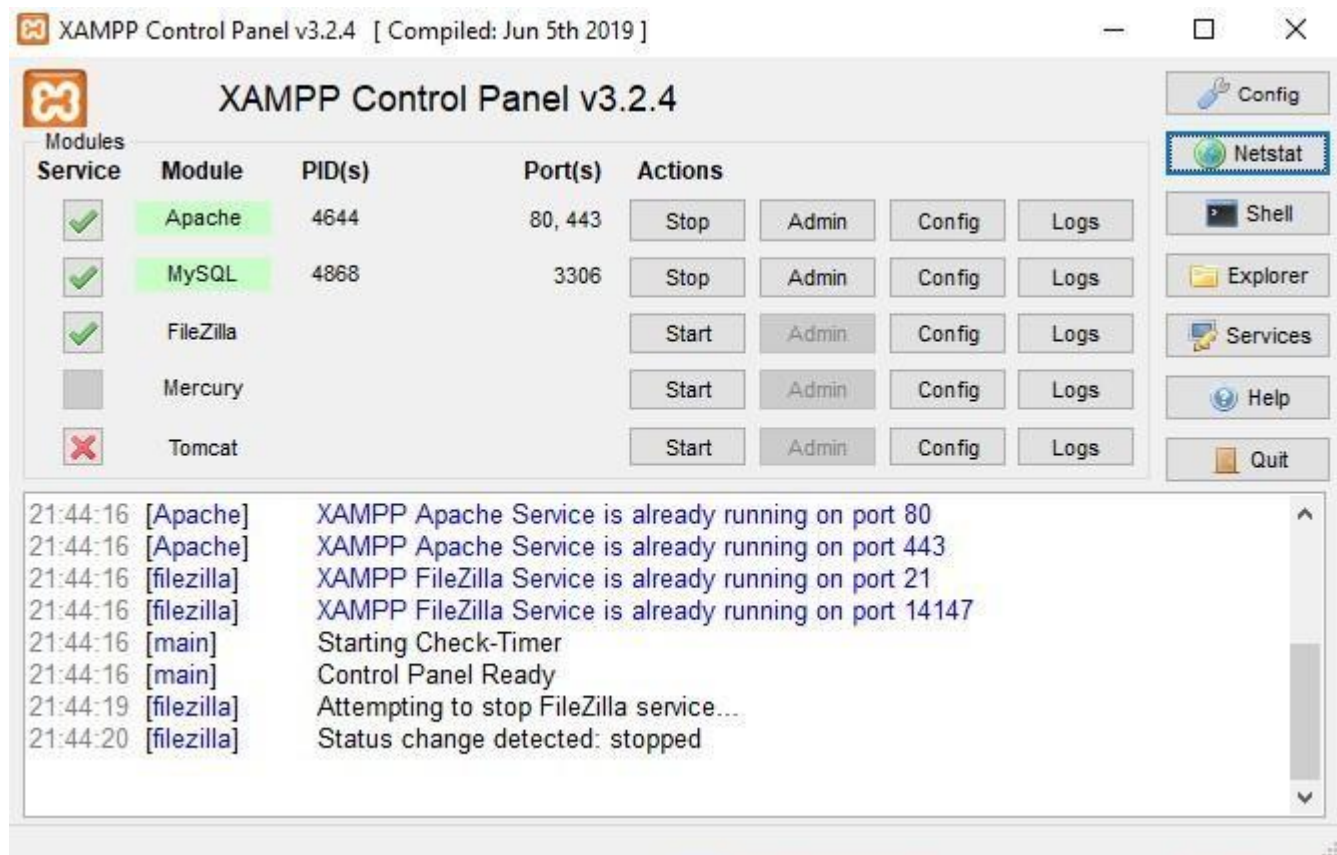 XAMPP Control Panel v3.2.4 [ Compiled: Jun 5th 2019 ]
XAMPP Control Panel v3.2.4
Config
Modules
Netstat
Service Module PID(s) Port(s) Actions
Apache 4644 80, 443 Stop Admin Config Logs
Shell
MySQL 4868 3306 Stop Admin Config Logs
Explorer
FileZilla Start Admin Config Logs
Services
Mercury Start Admin Config Logs
Help
Tomcat Start Admin Config Logs
Quit
21:44:16 [Apache] XAMPP Apache Service is already running on port 80
21:44:16 [Apache] XAMPP Apache Service is already running on port 443
21:44:16 [filezilla] XAMPP FileZilla Service is already running on port 21
21:44:16 [filezilla] XAMPP FileZilla Service is already running on port 14147
21:44:16 [main] Starting Check-Timer
21:44:16 [main] Control Panel Ready
21:44:19 [filezilla] Attempting to stop FileZilla service...
21:44:20 [filezilla] Status change detected: stopped